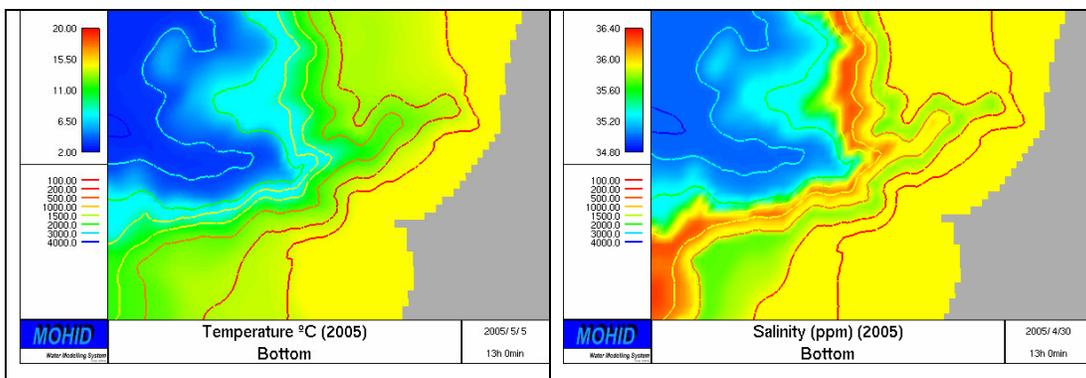 20.00
15.50
11.00
6.50
2.00
100.00
200.00
500.00
1000.00
1500.0
2000.0
3000.0
4000.0
MOHID
Water Modelling System
Temperature ºC (2005)
Bottom
2005/ 5/ 5
13h 0min
36.40
36.00
35.60
35.20
34.80
100.00
200.00
500.00
1000.00
1500.0
2000.0
3000.0
4000.0
MOHID
Water Modelling System
Salinity (ppm) (2005)
Bottom
2005/ 4/30
13h 0min